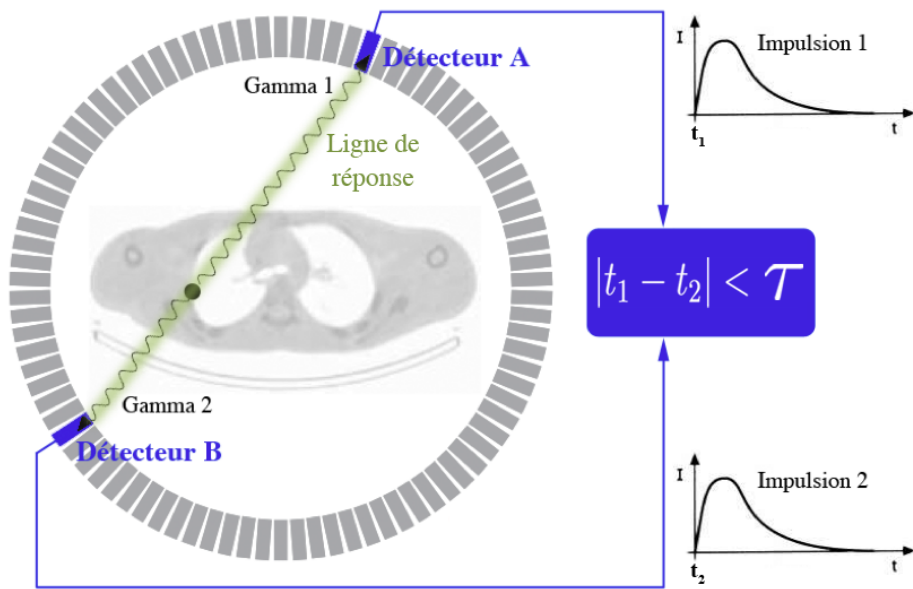 I
Impulsion 1
t
t₁
Détecteur A
Gamma 1
Ligne de
réponse
|t₁ − t₂| < τ
Gamma 2
Détecteur B
I
Impulsion 2
t
t₂